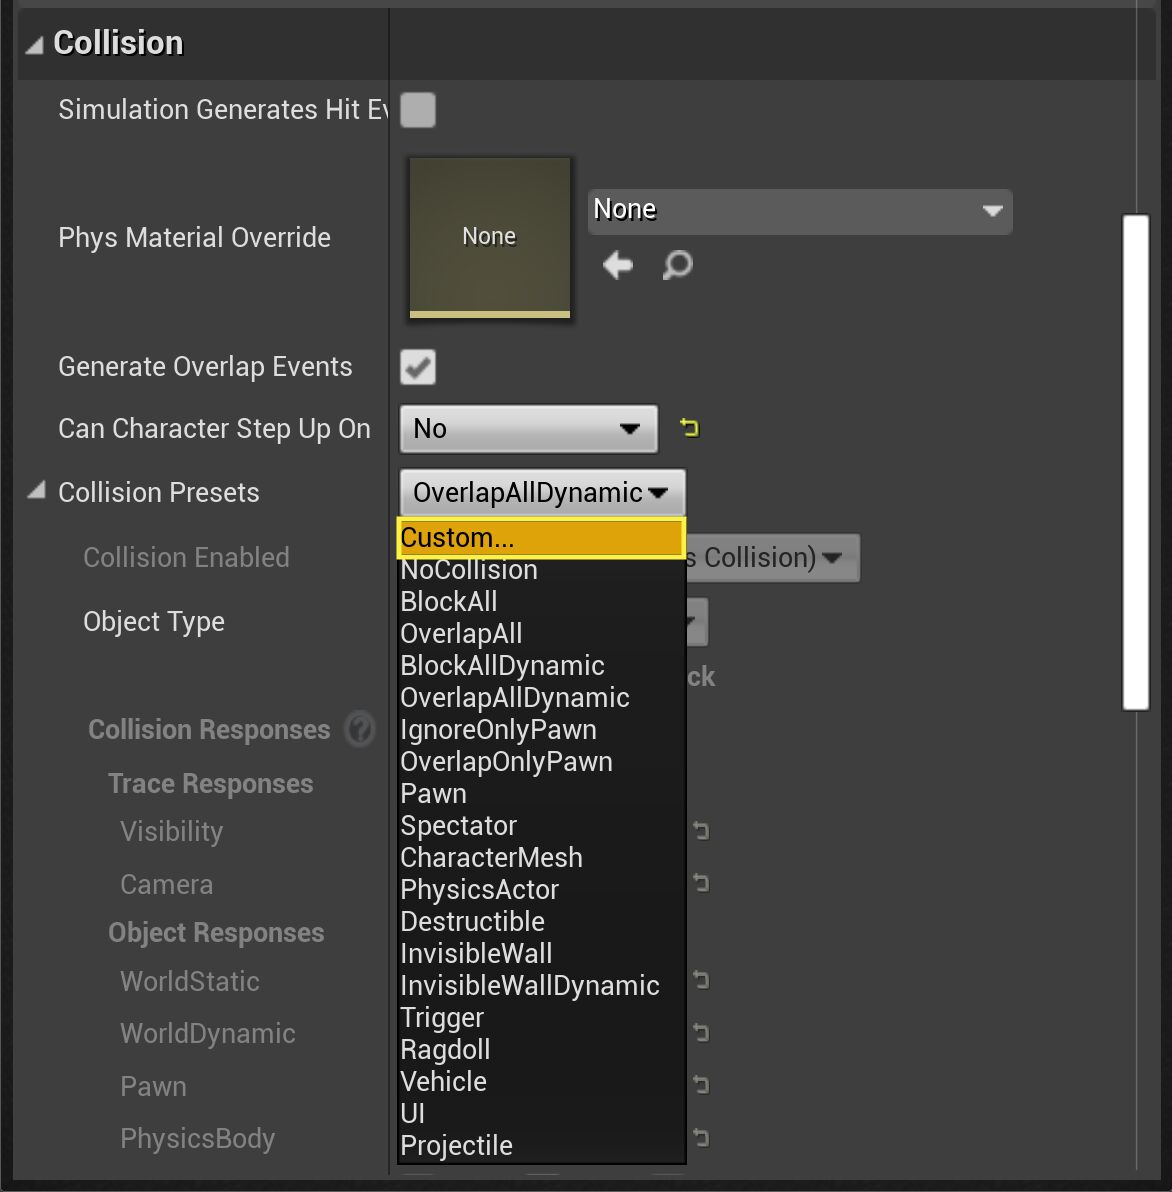 Collision
Simulation Generates Hit Ev
Phys Material Override
None
None
Generate Overlap Events
Can Character Step Up On
No
Collision Presets
OverlapAllDynamic
Custom...
Collision Enabled
s Collision)
NoCollision
BlockAll
Object Type
OverlapAll
BlockAllDynamic
ck
OverlapAllDynamic
Collision Responses
?
IgnoreOnlyPawn
OverlapOnlyPawn
Trace Responses
Pawn
Visibility
Spectator
CharacterMesh
Camera
PhysicsActor
Object Responses
Destructible
InvisibleWall
WorldStatic
InvisibleWallDynamic
Trigger
WorldDynamic
Ragdoll
Pawn
Vehicle
UI
PhysicsBody
Projectile